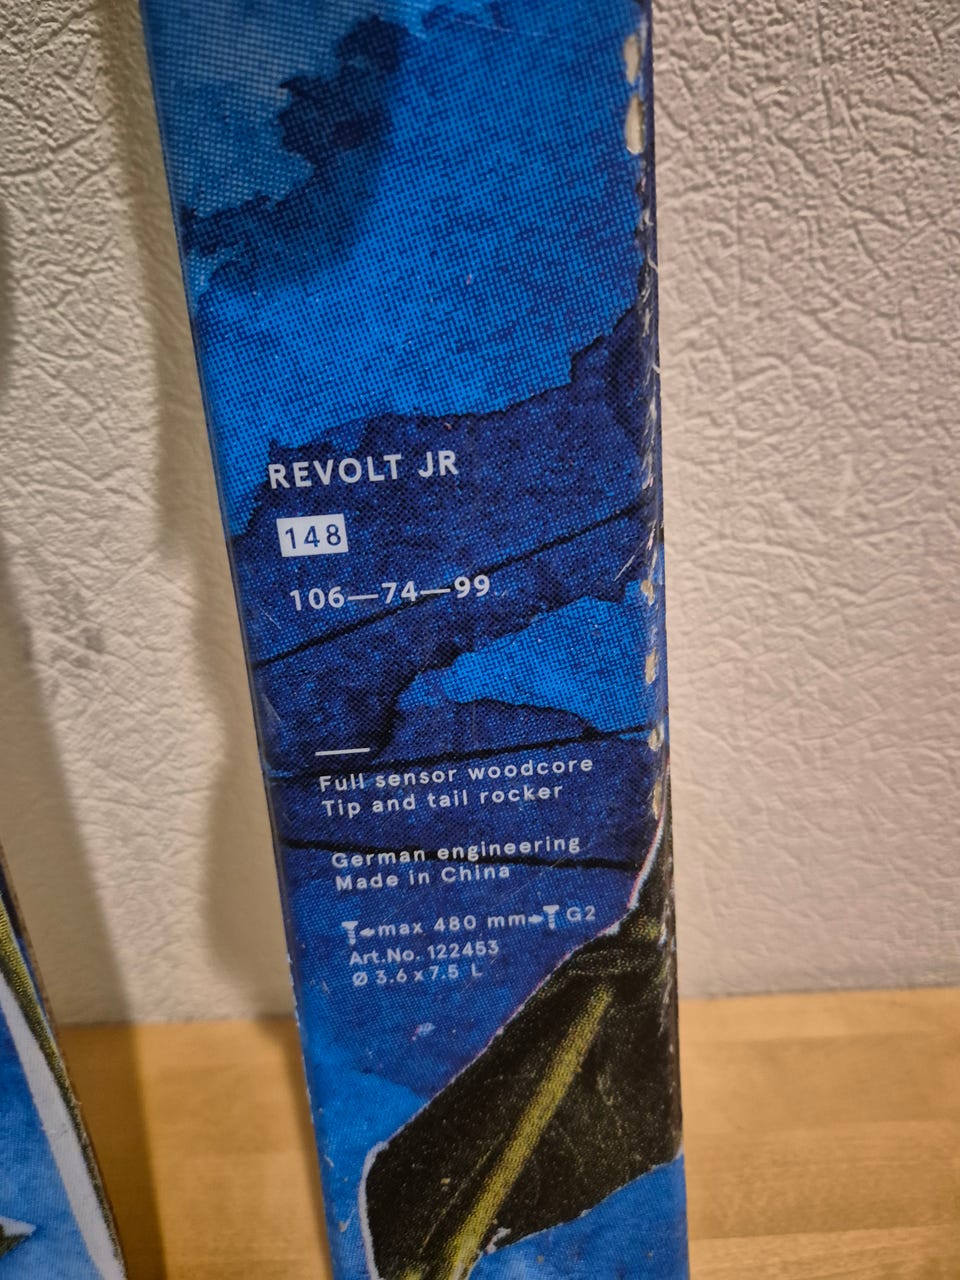 REVOLT JR
148
106—74—99
Full sensor woodcore
Tip and tail rocker
German engineering
Made in China
max 480 mm G2
Art.No. 122453
Ø 3.6 x 7.5 L